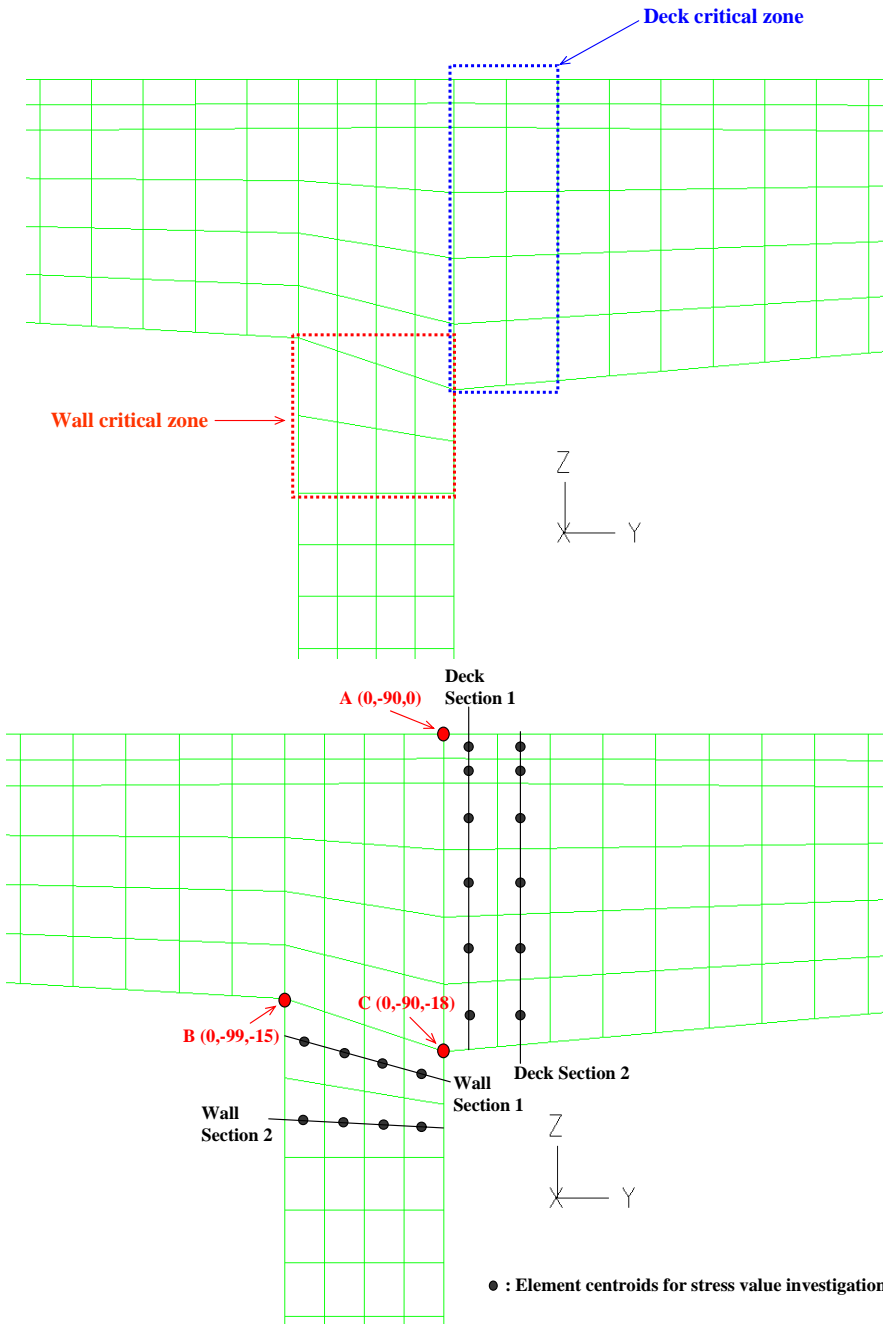 Deck critical zone
Wall critical zone
Z
X
Y
Deck
Section 1
A (0,-90,0)
C (0,-90,-18)
B (0,-99,-15)
Deck Section 2
Wall
Section 1
Wall
Section 2
Z
X
Y
: Element centroids for stress value investigation